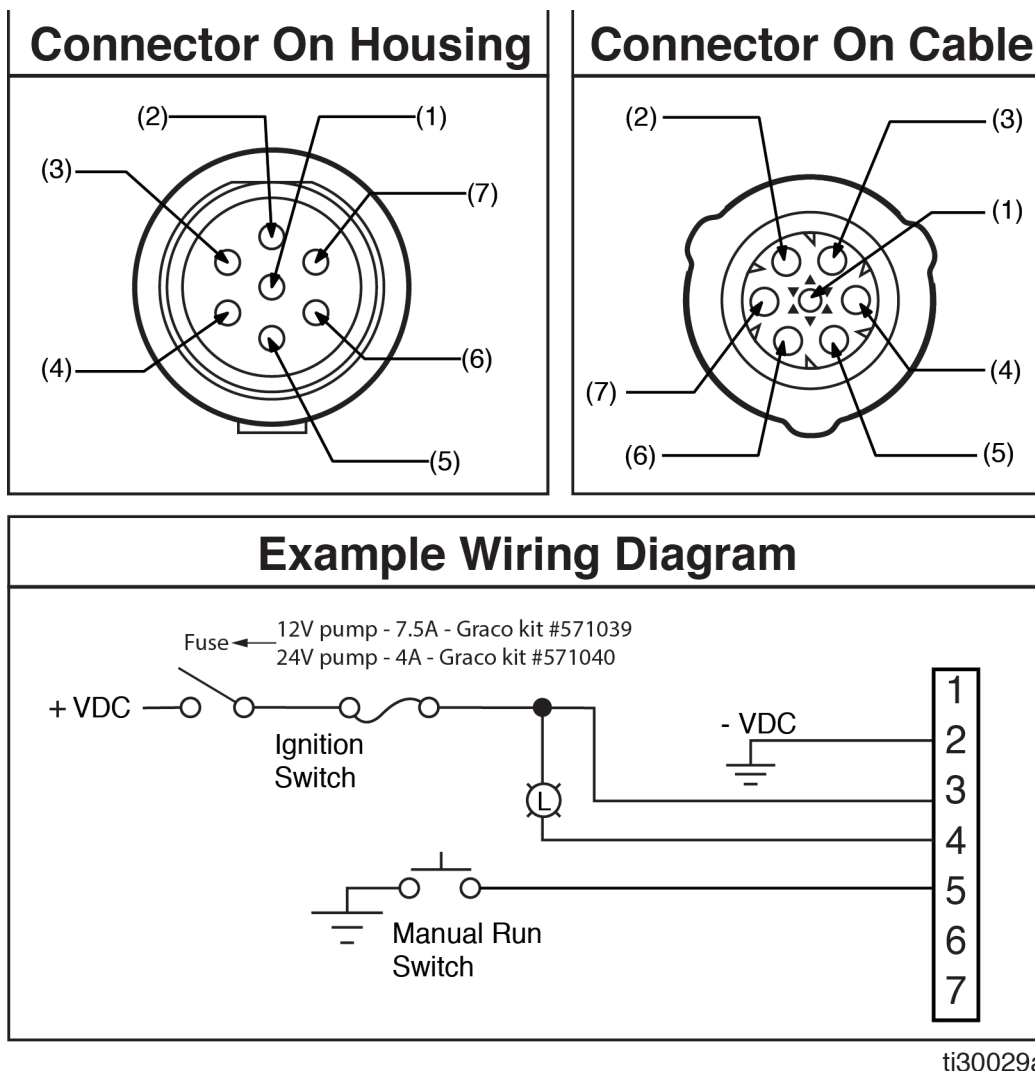 Connector On Housing
(2)
(1)
(3)
(7)
(4)
(6)
(5)
Connector On Cable
(2)
(3)
(1)
(7)
(4)
(6)
(5)
Example Wiring Diagram
Fuse
12V pump - 7.5A - Graco kit #571039
24V pump - 4A - Graco kit #571040
+ VDC
Ignition
Switch
L
- VDC
Manual Run
Switch
1
2
3
4
5
6
7
ti30029a